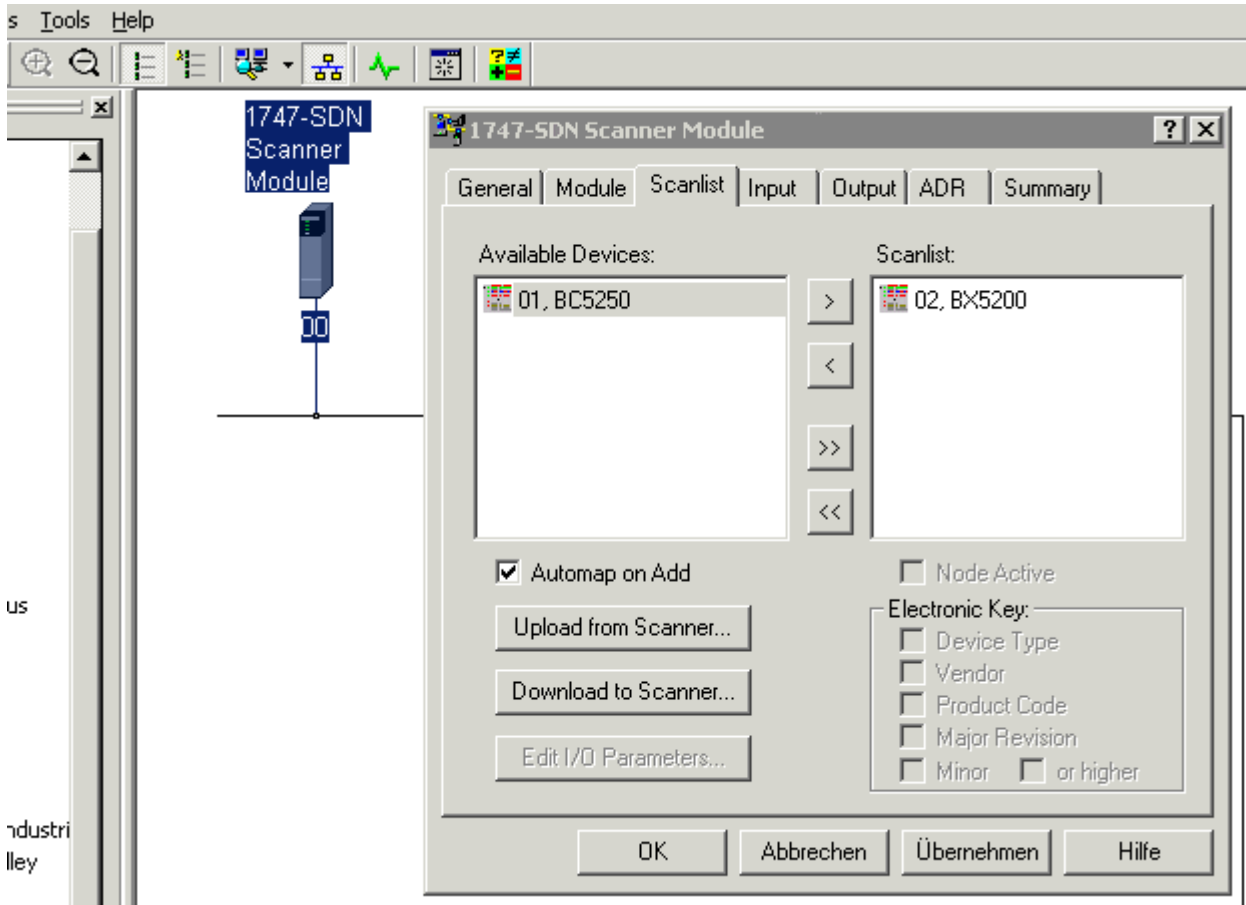 s Tools Help
1747-SDN
Scanner
Module
00
us
ndustri
lley
1747-SDN Scanner Module
General Module Scanlist Input Output ADR Summary
Available Devices:
01, BC5250
Scanlist:
02, BX5200
>
<
>>
<<
Automap on Add
Upload from Scanner...
Download to Scanner...
Edit I/O Parameters...
Node Active
Electronic Key:
Device Type
Vendor
Product Code
Major Revision
Minor or higher
OK Abbrechen Übernehmen Hilfe